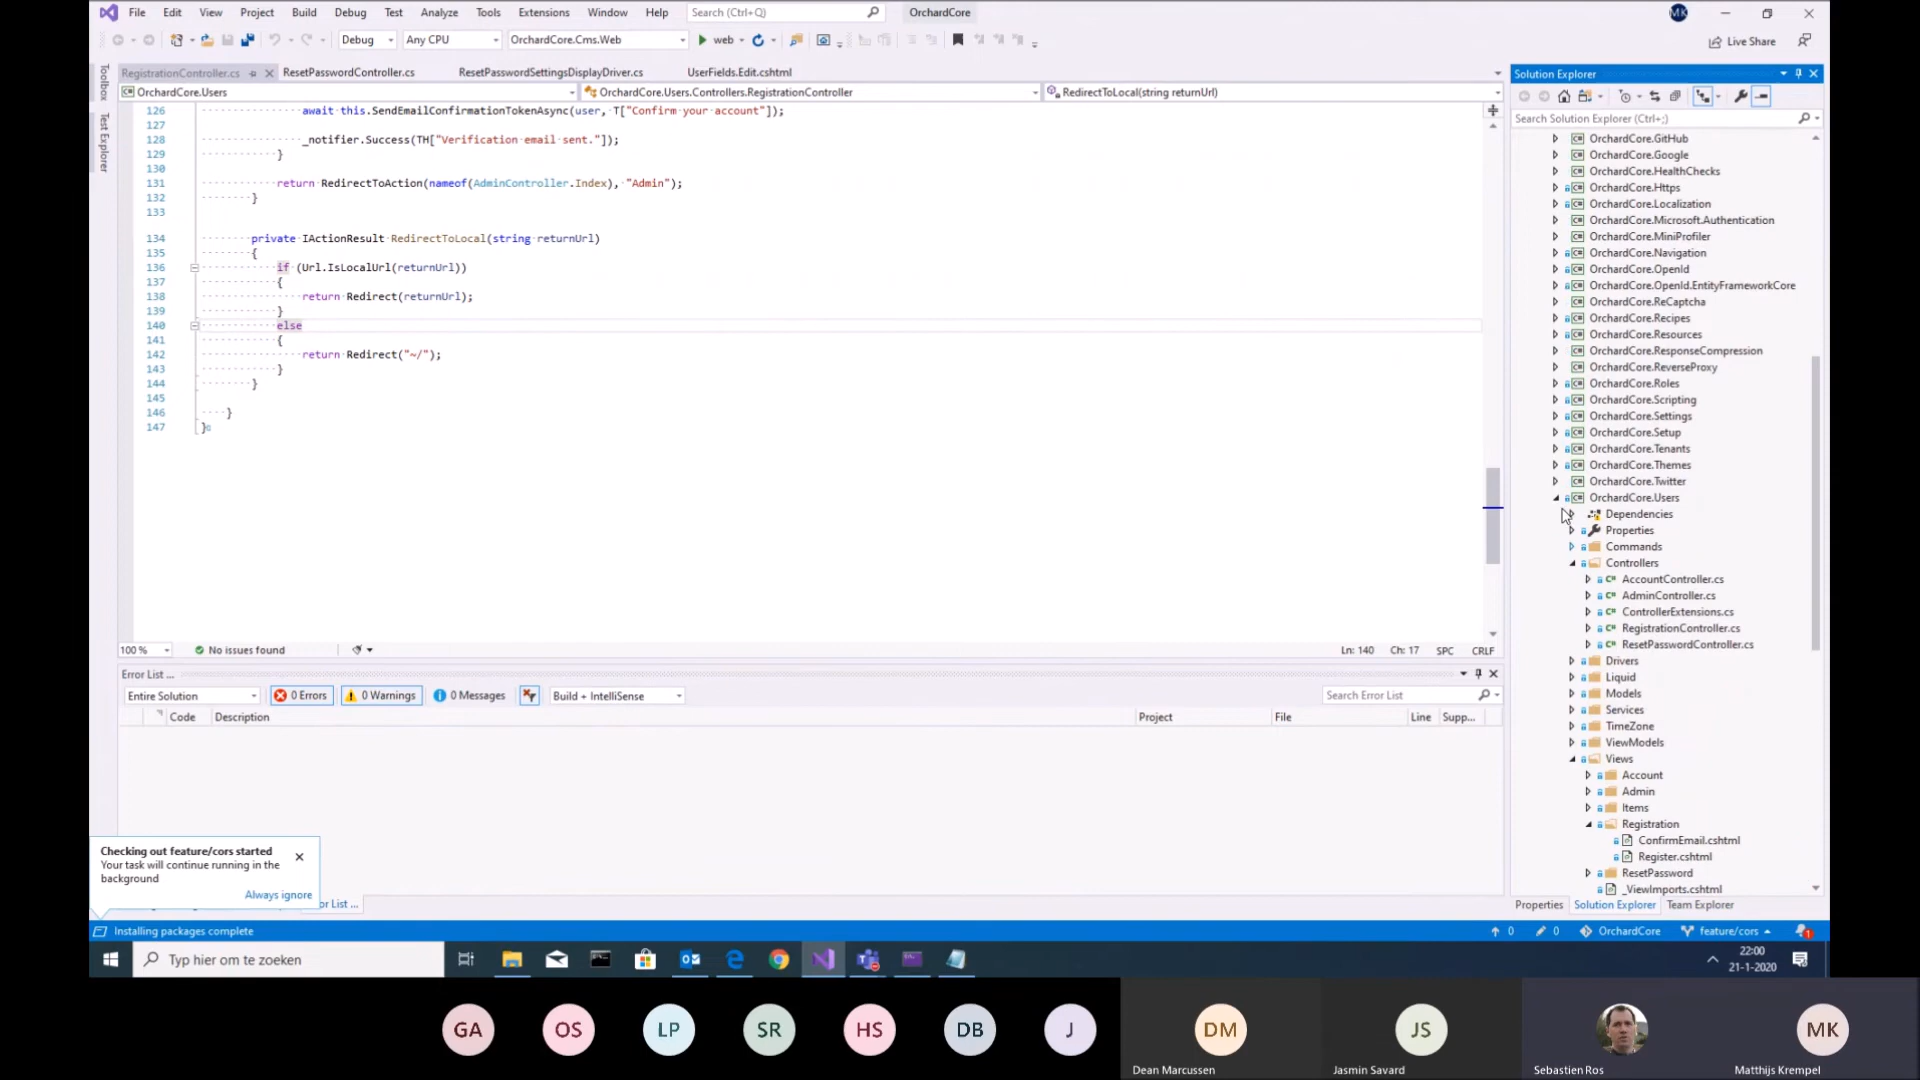 File Edit View Project Build Debug Test Analyze Tools Extensions Window Help Search (Ctrl+Q) OrchardCore MK
Debug Any CPU OrchardCore.Cms.Web web Live Share
RegistrationController.cs ResetPasswordController.cs ResetPasswordSettingsDisplayDriver.cs UserFields.Edit.cshtml
OrchardCore.Users OrchardCore.Users.Controllers.RegistrationController RedirectToLocal(string returnUrl)
Toolbox
Test Explorer
126 await this.SendEmailConfirmationTokenAsync(user, T["Confirm your account"]);
127
128 _notifier.Success(TH["Verification email sent."]);
129 }
130
131 return RedirectToAction(nameof(AdminController.Index), "Admin");
132 }
133
134 private IActionResult RedirectToLocal(string returnUrl)
135 {
136 if (Url.IsLocalUrl(returnUrl))
137 {
138 return Redirect(returnUrl);
139 }
140 else
141 {
142 return Redirect("~/");
143 }
144 }
145
146 }
147 }
100 % No issues found Ln: 140 Ch: 17 SPC CRLF
Error List ...
Entire Solution 0 Errors 0 Warnings 0 Messages Build + IntelliSense Search Error List
Code Description Project File Line Supp...
Checking out feature/cors started
Your task will continue running in the
background
Always ignore
or List ...
Solution Explorer
Search Solution Explorer (Ctrl+;)
OrchardCore.GitHub
OrchardCore.Google
OrchardCore.HealthChecks
OrchardCore.Https
OrchardCore.Localization
OrchardCore.Microsoft.Authentication
OrchardCore.MiniProfiler
OrchardCore.Navigation
OrchardCore.OpenId
OrchardCore.OpenId.EntityFrameworkCore
OrchardCore.ReCaptcha
OrchardCore.Recipes
OrchardCore.Resources
OrchardCore.ResponseCompression
OrchardCore.ReverseProxy
OrchardCore.Roles
OrchardCore.Scripting
OrchardCore.Settings
OrchardCore.Setup
OrchardCore.Tenants
OrchardCore.Themes
OrchardCore.Twitter
OrchardCore.Users
Dependencies
Properties
Commands
Controllers
AccountController.cs
AdminController.cs
ControllerExtensions.cs
RegistrationController.cs
ResetPasswordController.cs
Drivers
Liquid
Models
Services
TimeZone
ViewModels
Views
Account
Admin
Items
Registration
ConfirmEmail.cshtml
Register.cshtml
ResetPassword
_ViewImports.cshtml
Properties Solution Explorer Team Explorer
Installing packages complete 0 0 OrchardCore feature/cors 1
Typ hier om te zoeken 22:00
21-1-2020
GA OS LP SR HS DB J DM JS MK
Dean Marcussen Jasmin Savard Sebastien Ros Matthijs Krempel